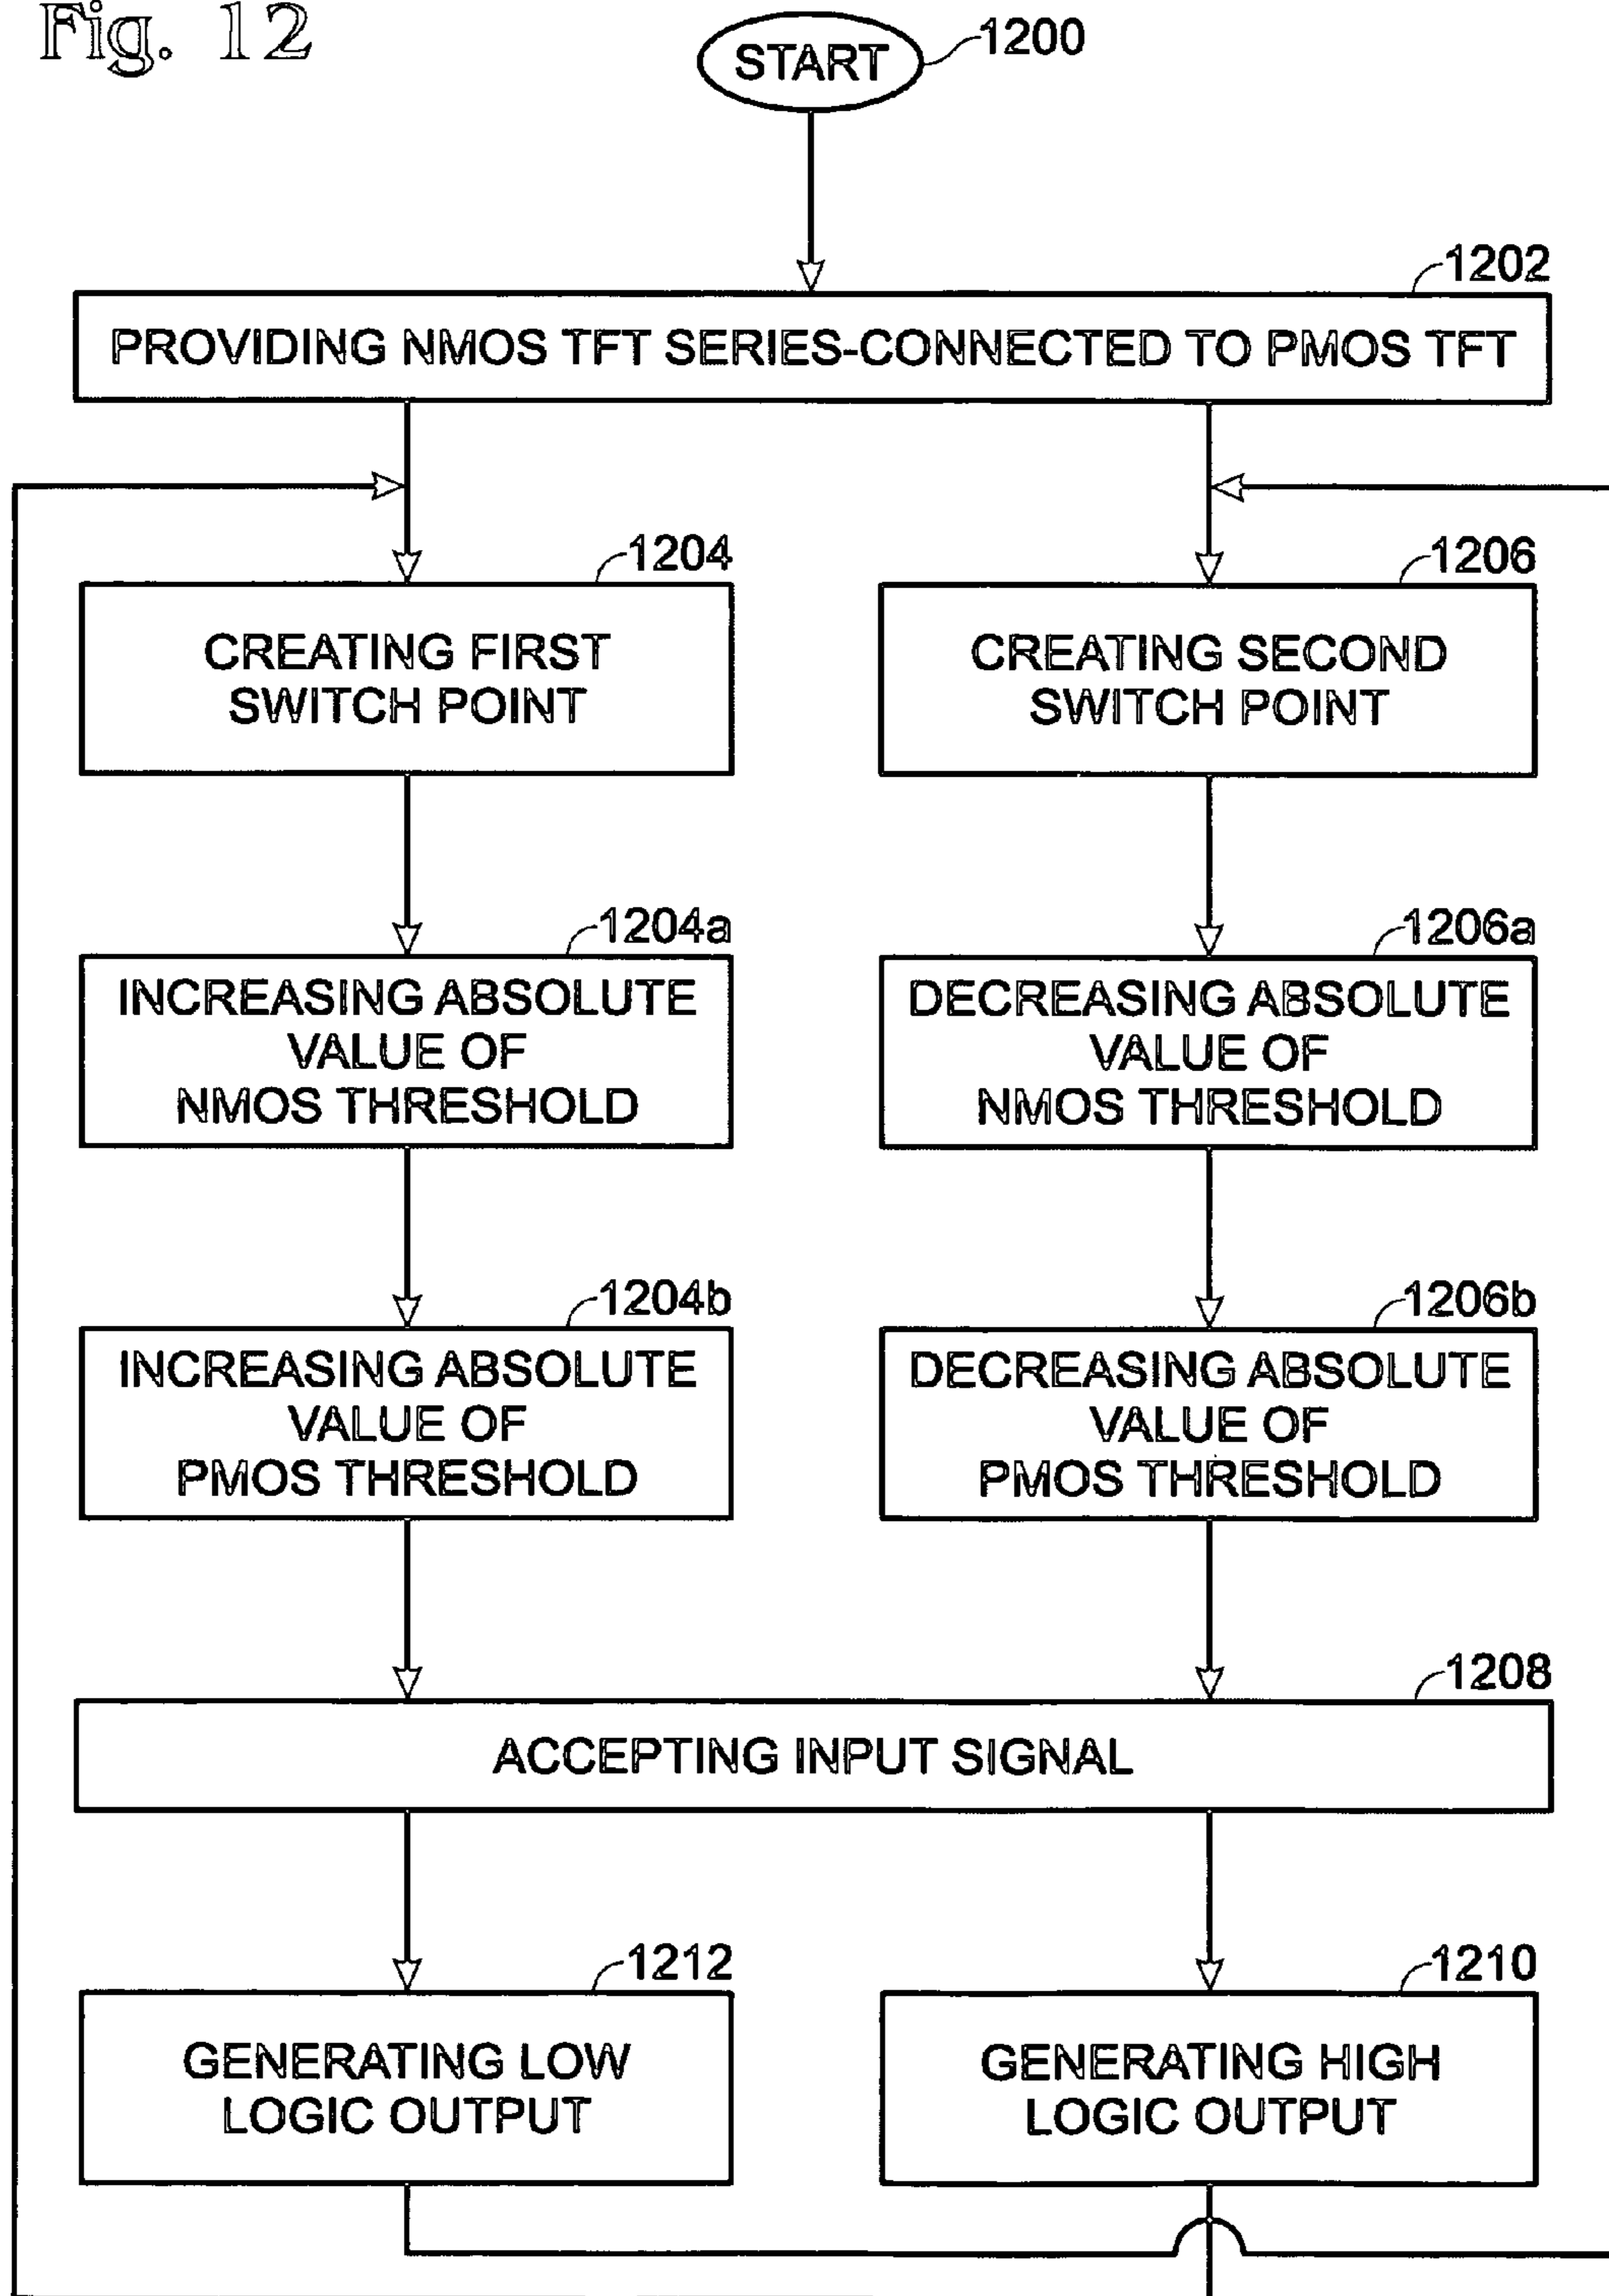 Fig. 12
START
1200
1202
PROVIDING NMOS TFT SERIES-CONNECTED TO PMOS TFT
1204
CREATING FIRST
SWITCH POINT
1206
CREATING SECOND
SWITCH POINT
1204a
INCREASING ABSOLUTE
VALUE OF
NMOS THRESHOLD
1206a
DECREASING ABSOLUTE
VALUE OF
NMOS THRESHOLD
1204b
INCREASING ABSOLUTE
VALUE OF
PMOS THRESHOLD
1206b
DECREASING ABSOLUTE
VALUE OF
PMOS THRESHOLD
1208
ACCEPTING INPUT SIGNAL
1212
GENERATING LOW
LOGIC OUTPUT
1210
GENERATING HIGH
LOGIC OUTPUT